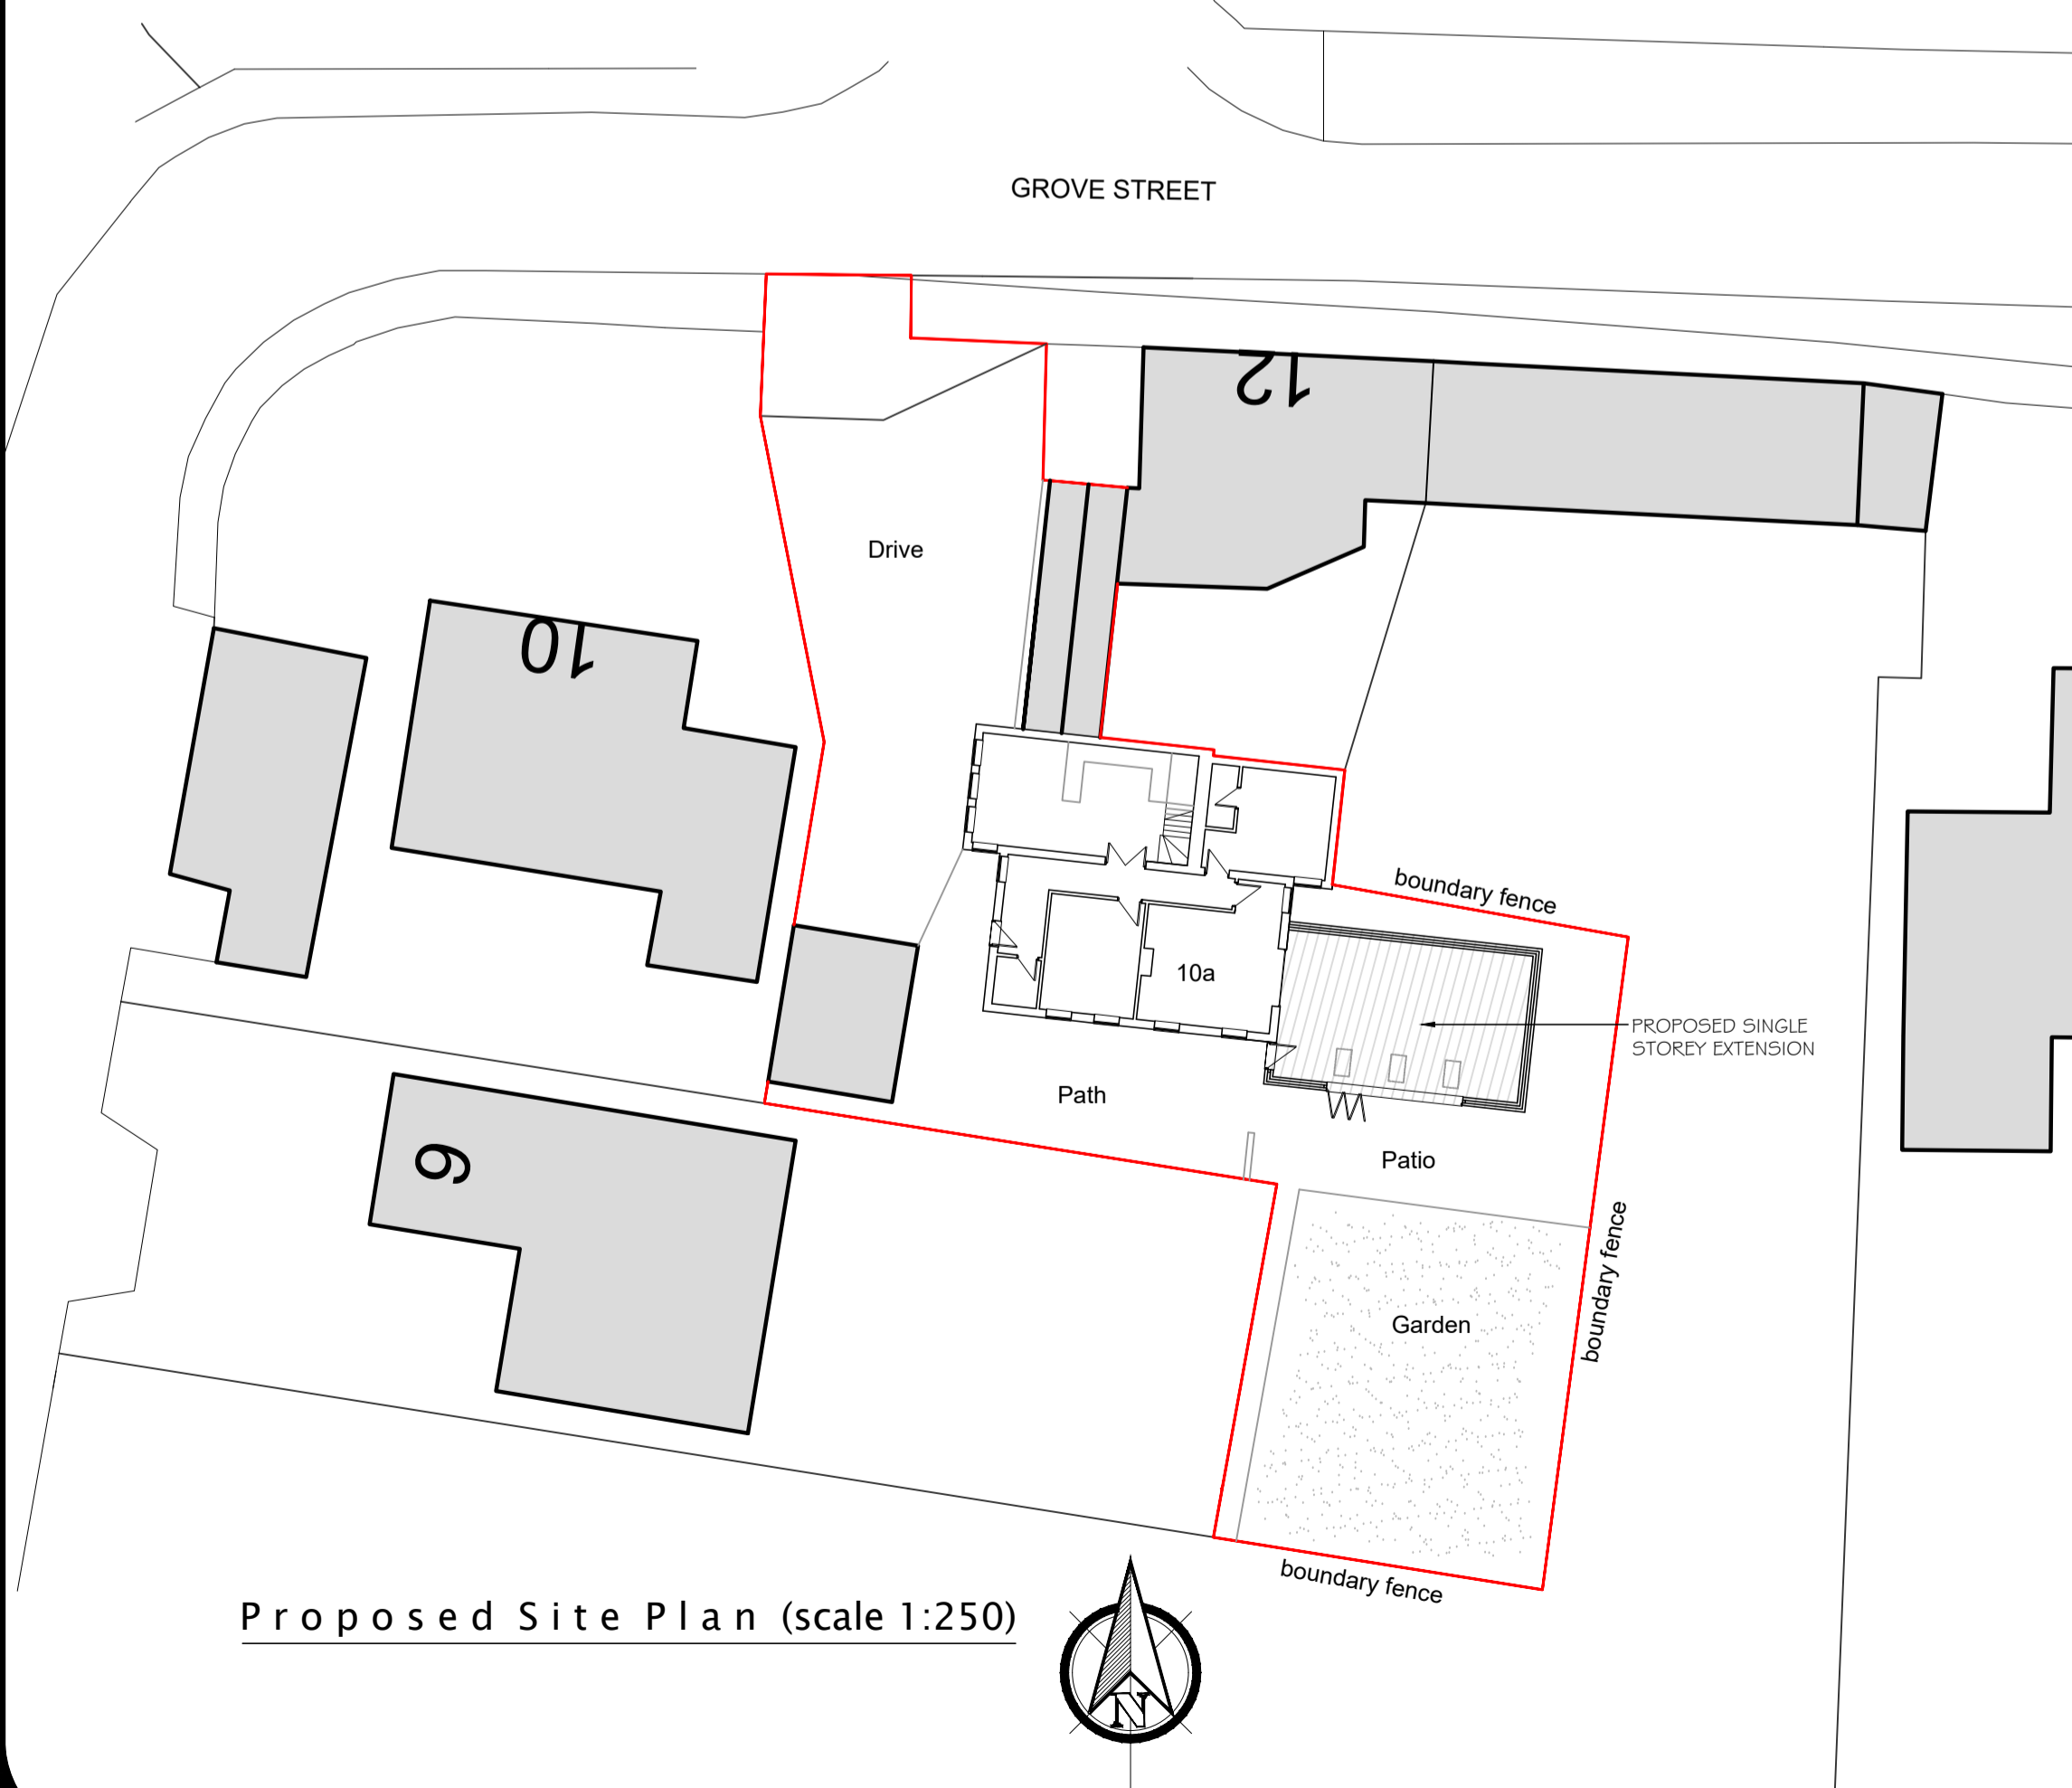 GROVE STREET
12
Drive
10
boundary fence
10a
PROPOSED SINGLE
STOREY EXTENSION
Path
6
Patio
boundary fence
Garden
boundary fence
Proposed Site Plan (scale 1:250)
N